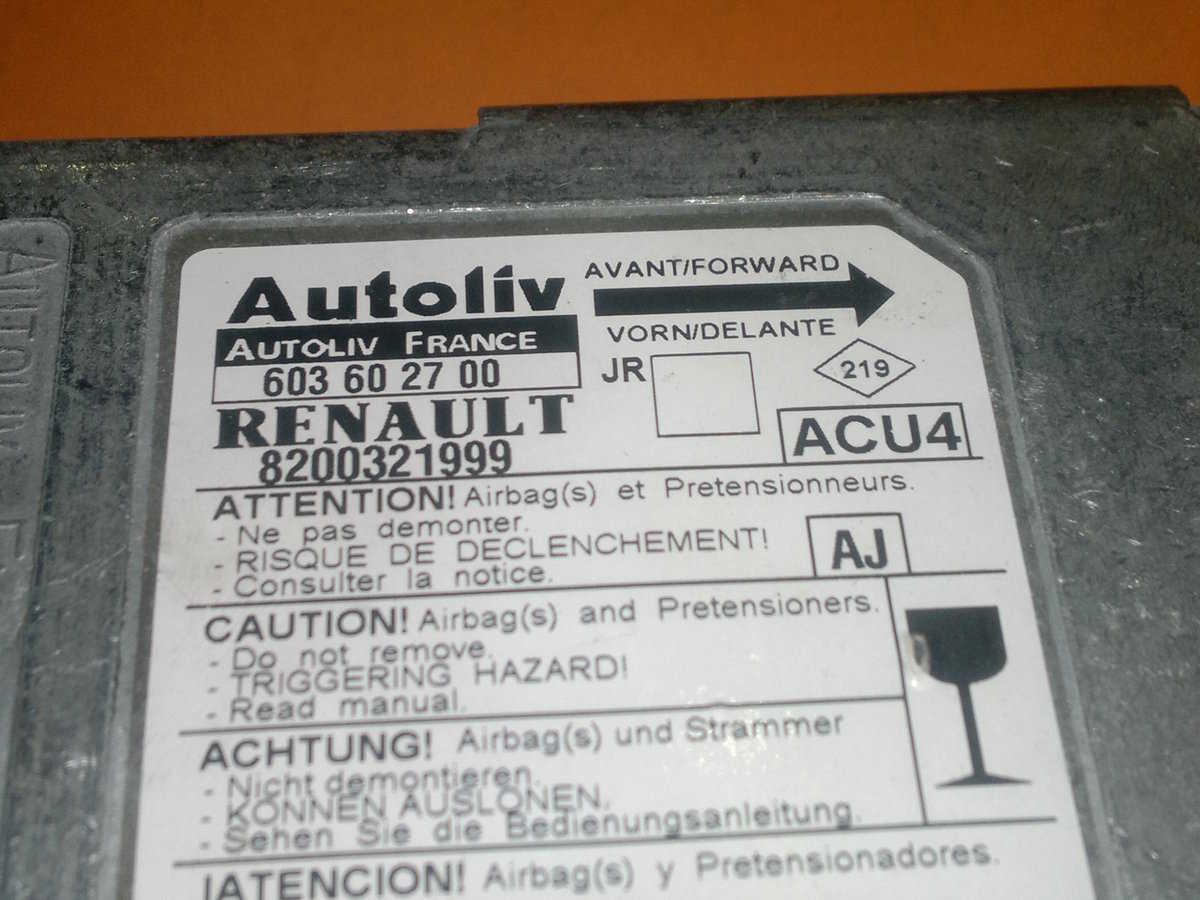 Autoliv
AUTOLIV FRANCE
603 60 27 00
RENAULT
8200321999
AVANT/FORWARD
VORN/DELANTE
JR
219
ACU4
ATTENTION! Airbag(s) et Pretensionneurs.
- Ne pas demonter.
- RISQUE DE DECLENCHEMENT!
- Consulter la notice.
AJ
CAUTION! Airbag(s) and Pretensioners.
- Do not remove.
- TRIGGERING HAZARD!
- Read manual.
ACHTUNG! Airbag(s) und Strammer
- Nicht demontieren.
- KONNEN AUSLONEN.
- Sehen Sie die Bedienungsanleitung.
¡ATENCION! Airbag(s) y Pretensionadores.
AUTOLIV